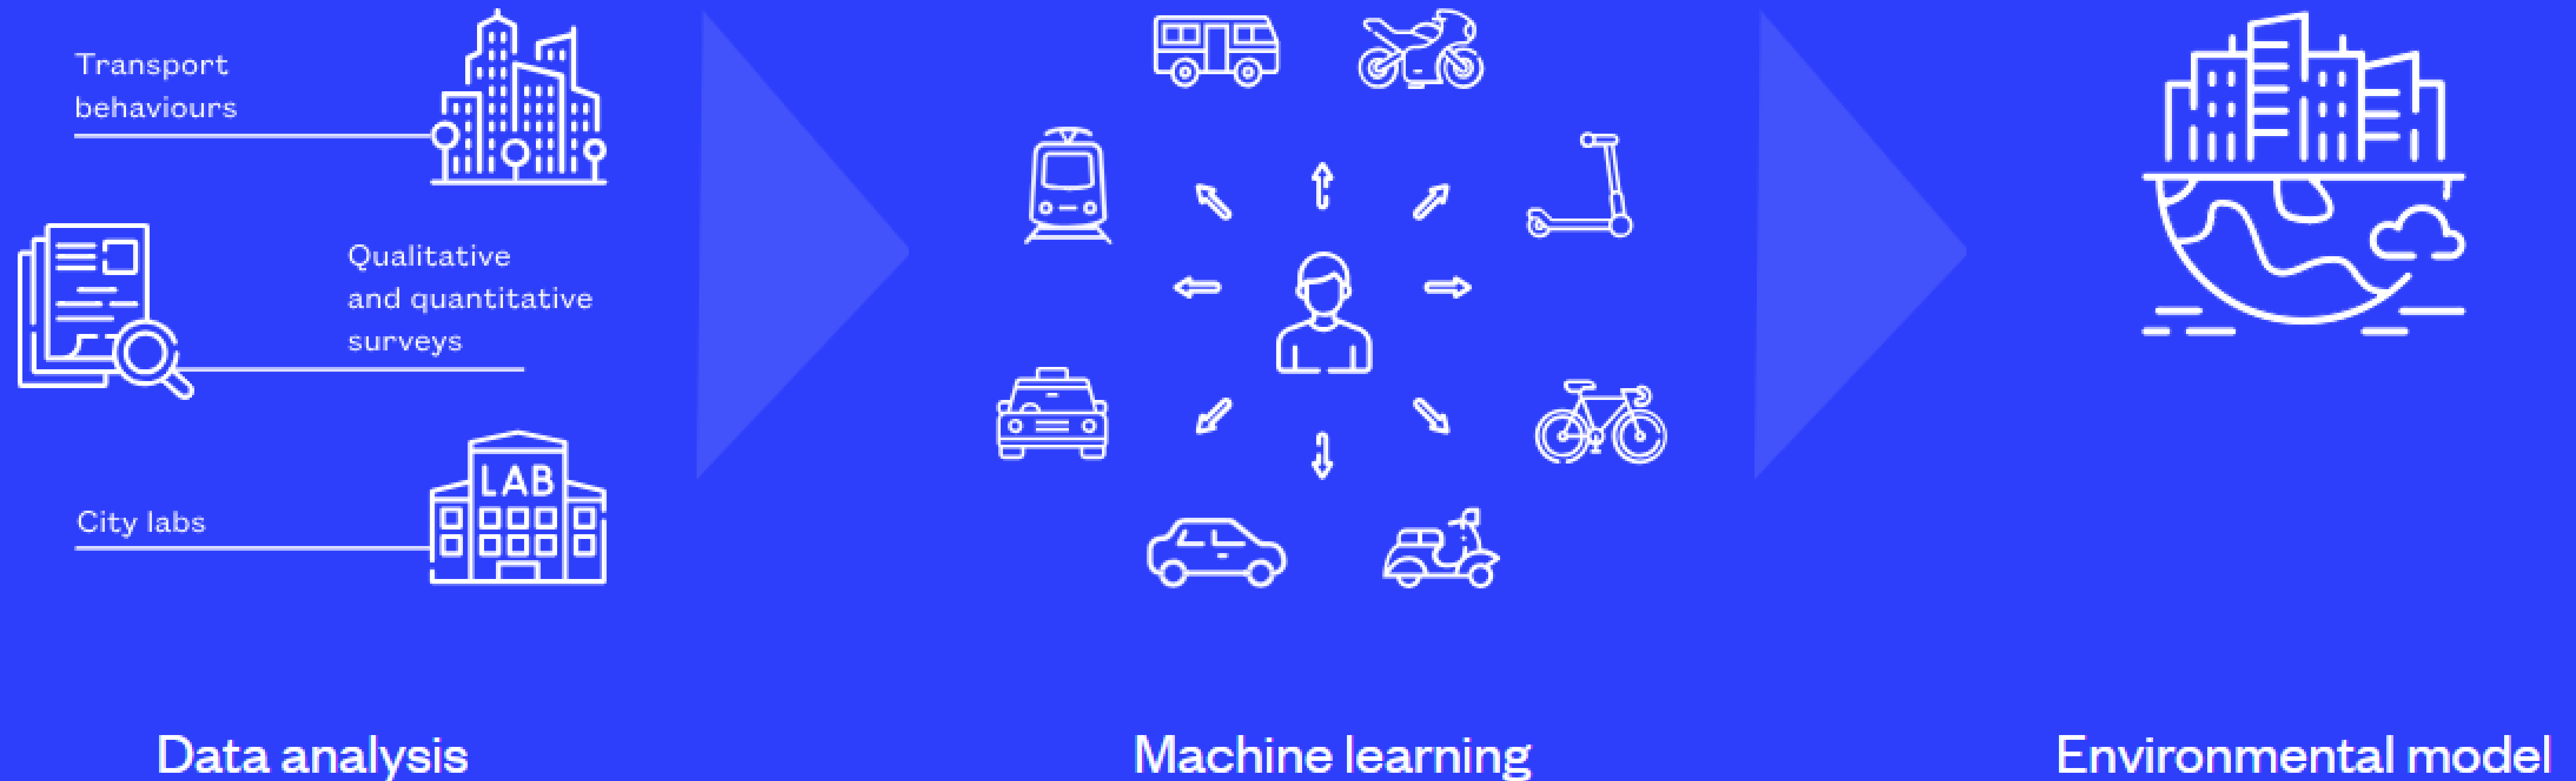 Transport
behaviours
Qualitative
and quantitative
surveys
LAB
City labs
Data analysis
Machine learning
Environmental model